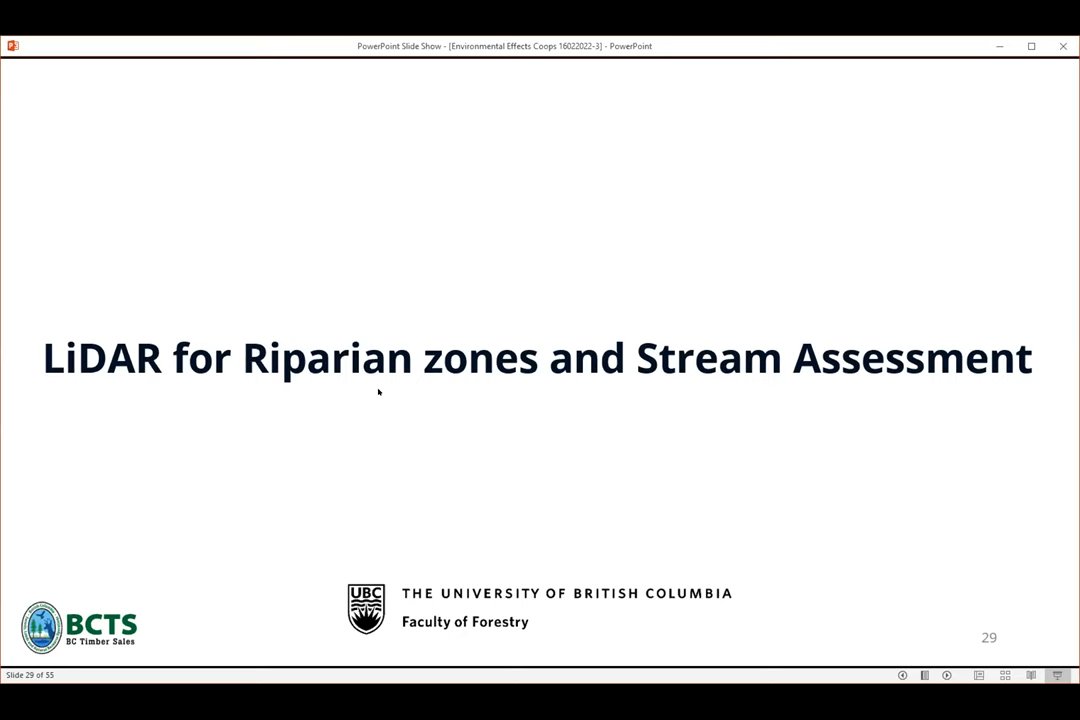 PowerPoint Slide Show - [Environmental Effects Coops 16022022-3] - PowerPoint
LiDAR for Riparian zones and Stream Assessment
BCTS
BC Timber Sales
UBC
THE UNIVERSITY OF BRITISH COLUMBIA
Faculty of Forestry
29
Slide 29 of 55